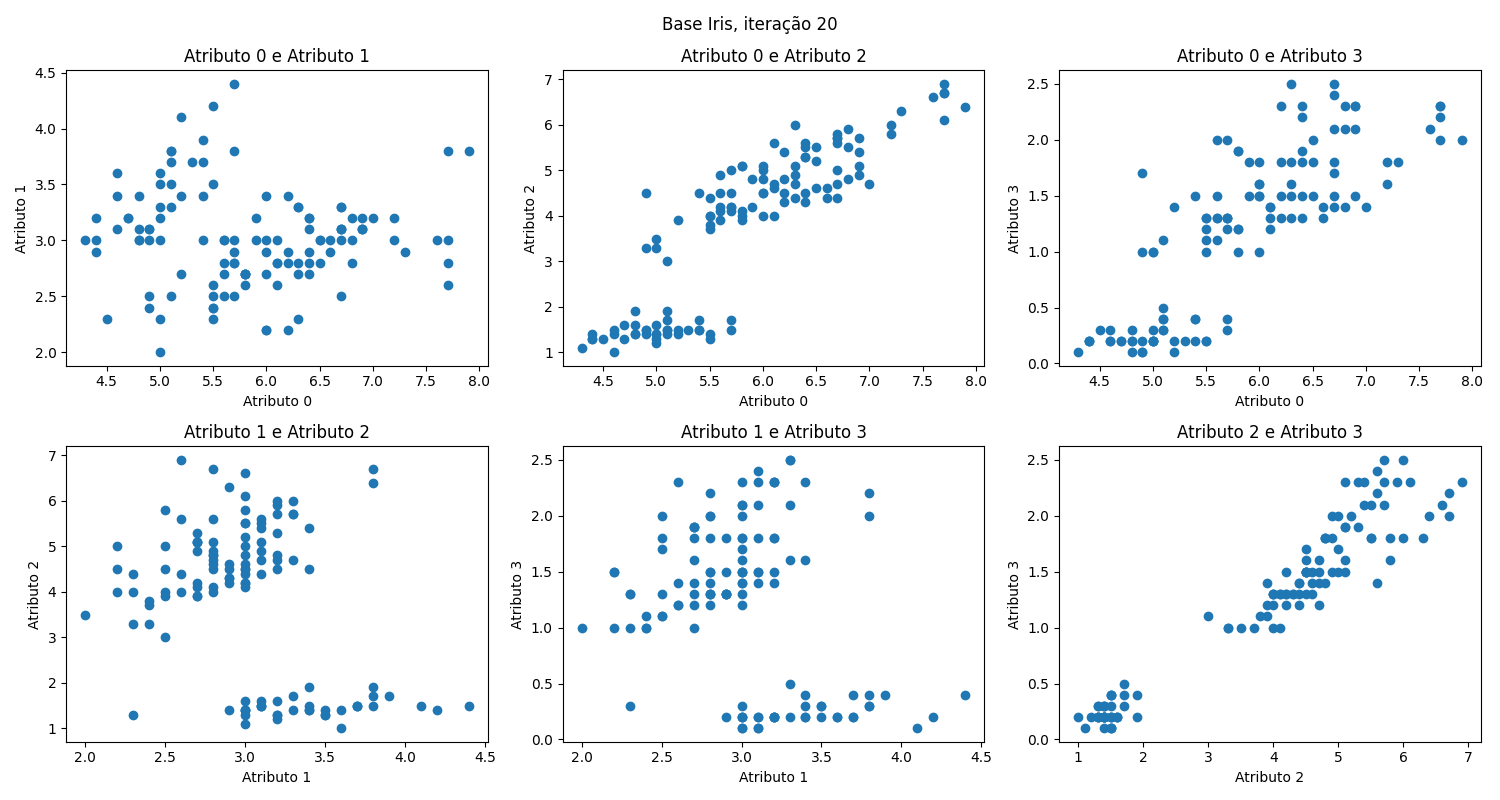 Base Iris, iteração 20
Atributo 0 e Atributo 1
4.5
4.0
3.5
3.0
2.5
2.0
Atributo 1
4.5 5.0 5.5 6.0 6.5 7.0 7.5 8.0
Atributo 0
Atributo 0 e Atributo 2
7
6
5
4
3
2
1
Atributo 2
4.5 5.0 5.5 6.0 6.5 7.0 7.5 8.0
Atributo 0
Atributo 0 e Atributo 3
2.5
2.0
1.5
1.0
0.5
0.0
Atributo 3
4.5 5.0 5.5 6.0 6.5 7.0 7.5 8.0
Atributo 0
Atributo 1 e Atributo 2
7
6
5
4
3
2
1
Atributo 2
2.0 2.5 3.0 3.5 4.0 4.5
Atributo 1
Atributo 1 e Atributo 3
2.5
2.0
1.5
1.0
0.5
0.0
Atributo 3
2.0 2.5 3.0 3.5 4.0 4.5
Atributo 1
Atributo 2 e Atributo 3
2.5
2.0
1.5
1.0
0.5
0.0
Atributo 3
1 2 3 4 5 6 7
Atributo 2